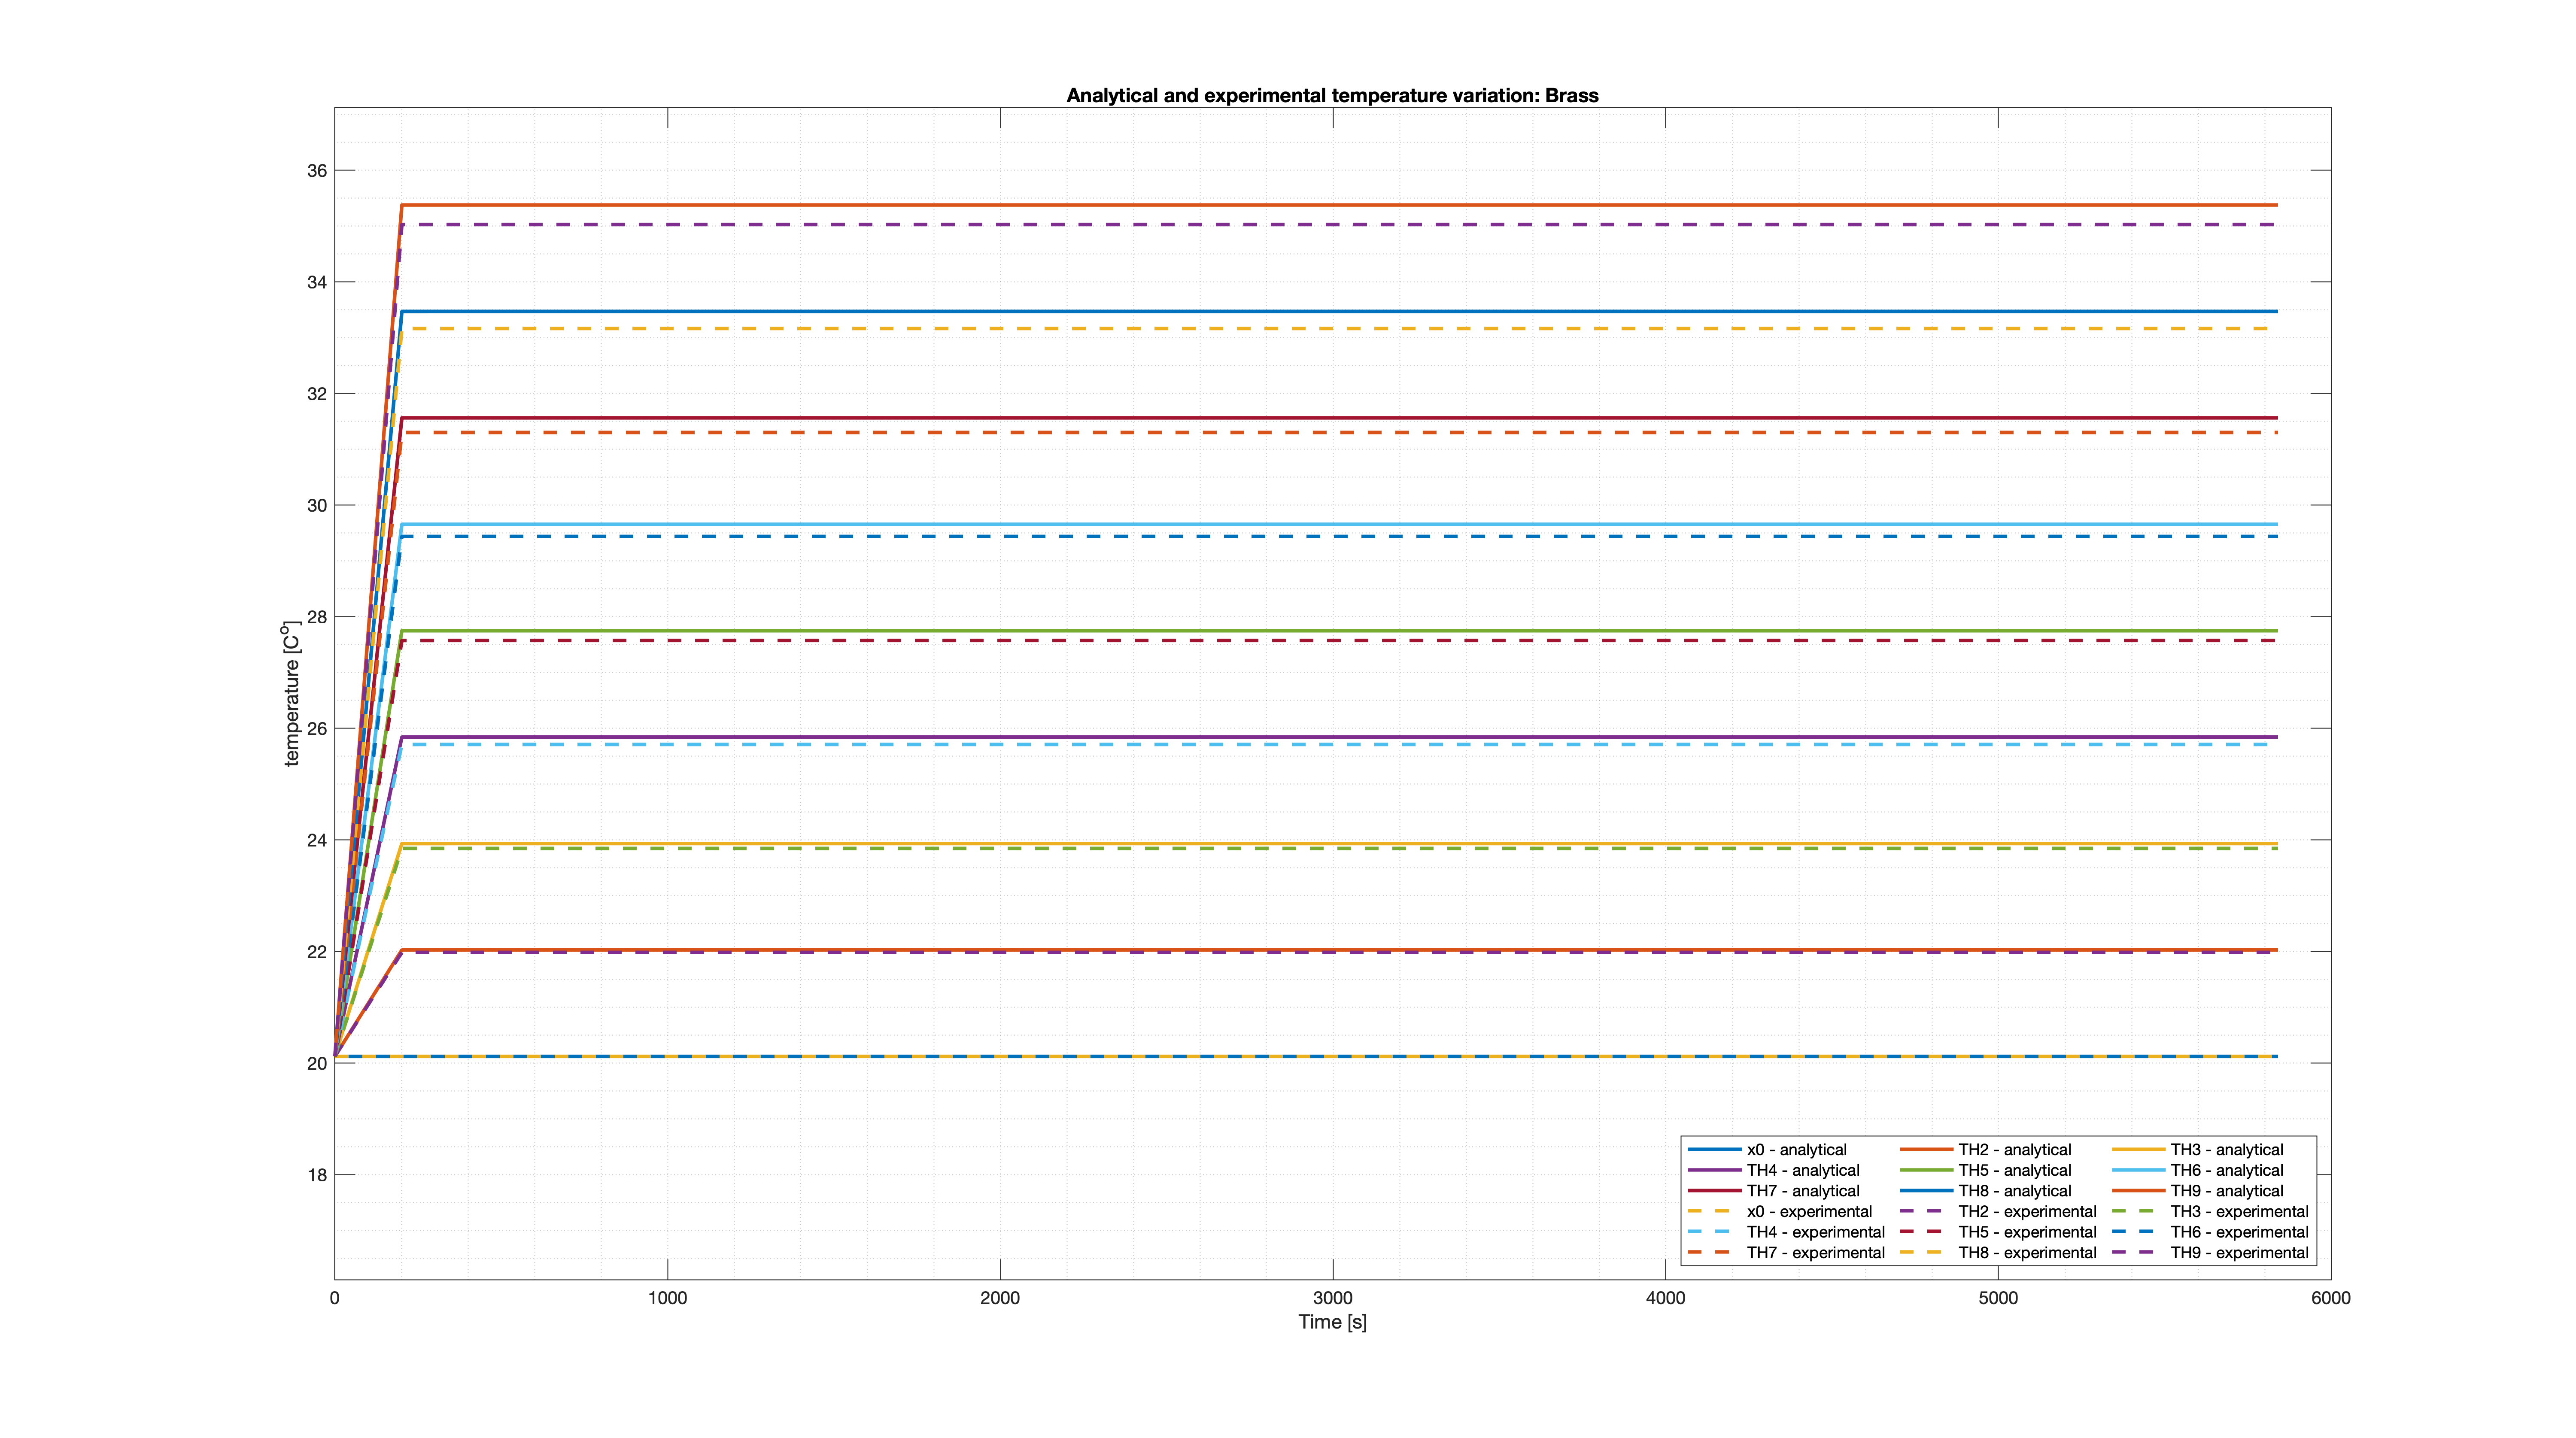 Analytical and experimental temperature variation: Brass
36
34
32
30
28
26
24
22
20
18
temperature [C°]
0 1000 2000 3000 4000 5000 6000
Time [s]
x0 - analytical TH2 - analytical TH3 - analytical
TH4 - analytical TH5 - analytical TH6 - analytical
TH7 - analytical TH8 - analytical TH9 - analytical
x0 - experimental TH2 - experimental TH3 - experimental
TH4 - experimental TH5 - experimental TH6 - experimental
TH7 - experimental TH8 - experimental TH9 - experimental